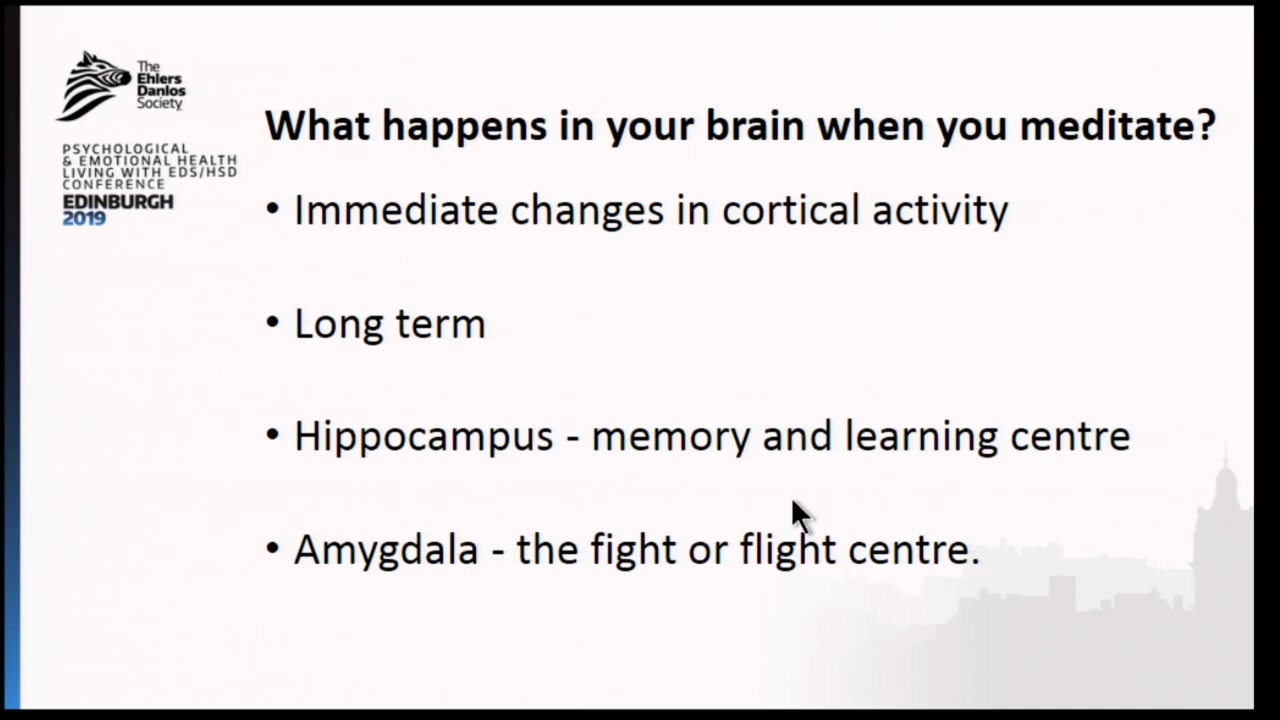 The
Ehlers
Danlos
Society
PSYCHOLOGICAL
& EMOTIONAL HEALTH
LIVING WITH EDS/HSD
CONFERENCE
EDINBURGH
2019
What happens in your brain when you meditate?
• Immediate changes in cortical activity
• Long term
• Hippocampus - memory and learning centre
• Amygdala - the fight or flight centre.